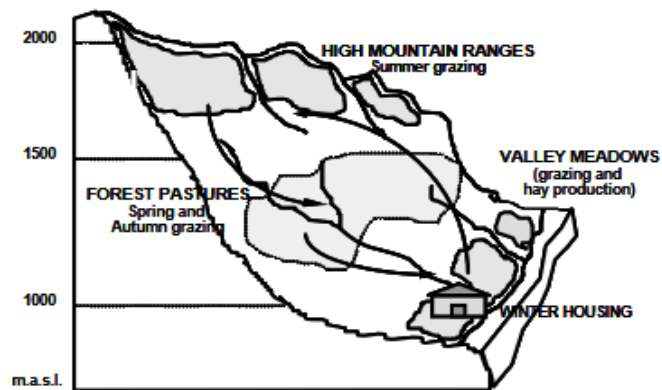 2000
HIGH MOUNTAIN RANGES
Summer grazing
1500
VALLEY MEADOWS
(grazing and
hay production)
FOREST PASTURES
Spring and
Autumn grazing
1000
WINTER HOUSING
m.a.s.l.